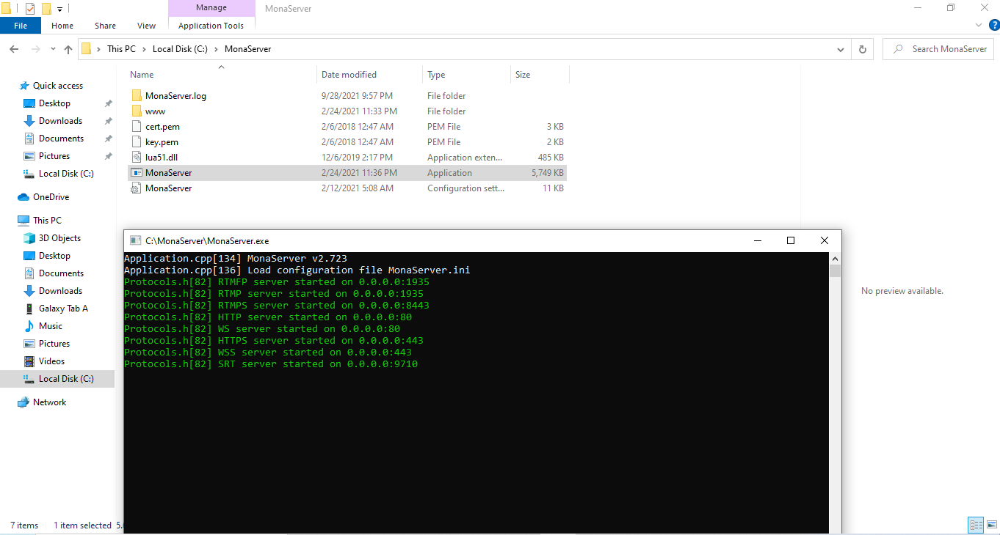 Manage
MonaServer
File
Home
Share
View
Application Tools
?
This PC
Local Disk (C:)
MonaServer
Search MonaServer
Name
Date modified
Type
Size
Quick access
Desktop
Downloads
Documents
Pictures
Local Disk (C:)
OneDrive
This PC
3D Objects
Desktop
Documents
Downloads
Galaxy Tab A
Music
Pictures
Videos
Local Disk (C:)
Network
MonaServer.log 9/28/2021 9:57 PM File folder
www 2/24/2021 11:33 PM File folder
cert.pem 2/6/2018 12:47 AM PEM File 3 KB
key.pem 2/6/2018 12:47 AM PEM File 2 KB
lua51.dll 12/6/2019 2:17 PM Application exten... 485 KB
MonaServer 2/24/2021 11:36 PM Application 5,749 KB
MonaServer 2/12/2021 5:08 AM Configuration sett... 11 KB
C:\MonaServer\MonaServer.exe
Application.cpp[134] MonaServer v2.723
Application.cpp[136] Load configuration file MonaServer.ini
Protocols.h[82] RTMFP server started on 0.0.0.0:1935
Protocols.h[82] RTMP server started on 0.0.0.0:1935
Protocols.h[82] RTMPS server started on 0.0.0.0:8443
Protocols.h[82] HTTP server started on 0.0.0.0:80
Protocols.h[82] WS server started on 0.0.0.0:80
Protocols.h[82] HTTPS server started on 0.0.0.0:443
Protocols.h[82] WSS server started on 0.0.0.0:443
Protocols.h[82] SRT server started on 0.0.0.0:9710
No preview available.
7 items
1 item selected 5.